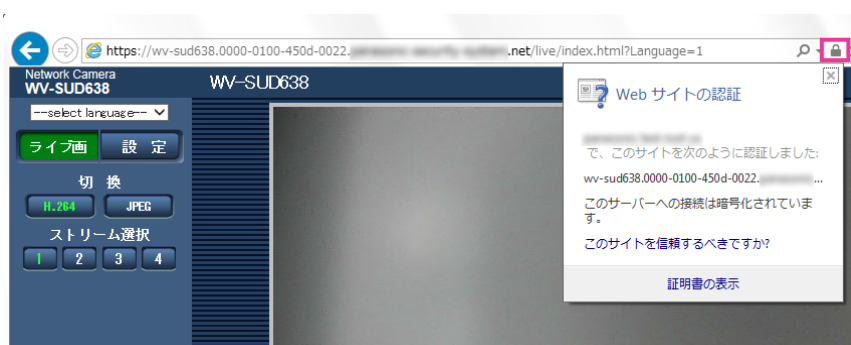 https://wv-sud638.0000-0100-450d-0022. .net/live/index.html?Language=1
Network Camera
WV-SUD638
WV-SUD638
--select language--
ライブ画 設 定
切 換
H.264 JPEG
ストリーム選択
1 2 3 4
Web サイトの認証
で、このサイトを次のように認証しました:
wv-sud638.0000-0100-450d-0022. ...
このサーバーへの接続は暗号化されていま
す。
このサイトを信頼するべきですか?
証明書の表示